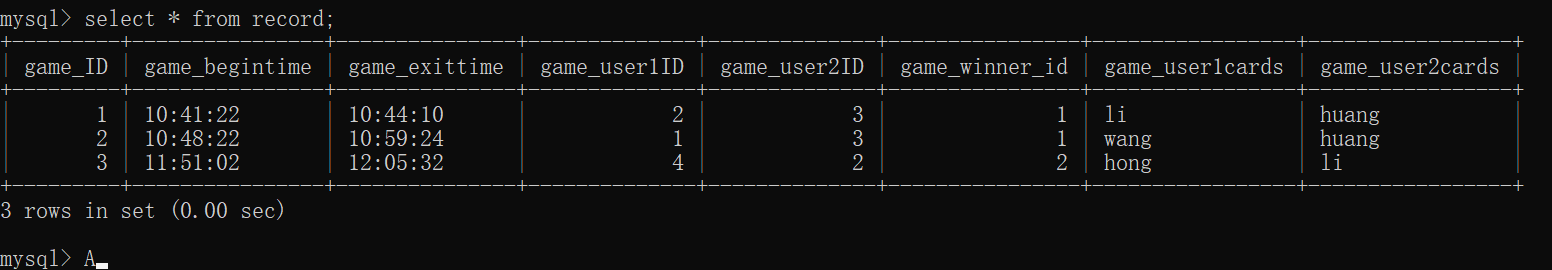 mysql> select * from record;
+---------+----------------+---------------+--------------+--------------+----------------+-----------------+-----------------+
| game_ID | game_begintime | game_exittime | game_user1ID | game_user2ID | game_winner_id | game_user1cards | game_user2cards |
+---------+----------------+---------------+--------------+--------------+----------------+-----------------+-----------------+
|       1 | 10:41:22       | 10:44:10      |            2 |            3 |              1 | li              | huang           |
|       2 | 10:48:22       | 10:59:24      |            1 |            3 |              1 | wang            | huang           |
|       3 | 11:51:02       | 12:05:32      |            4 |            2 |              2 | hong            | li              |
+---------+----------------+---------------+--------------+--------------+----------------+-----------------+-----------------+
3 rows in set (0.00 sec)
mysql> A